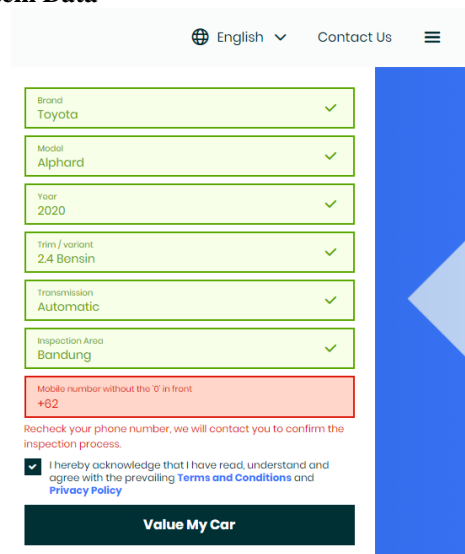 English
Contact Us
Brand
Toyota
Model
Alphard
Year
2020
Trim / variant
2.4 Bensin
Transmission
Automatic
Inspection Area
Bandung
Mobile number without the '0' in front
+62
Recheck your phone number, we will contact you to confirm the
inspection process.
I hereby acknowledge that I have read, understand and
agree with the prevailing Terms and Conditions and
Privacy Policy
Value My Car